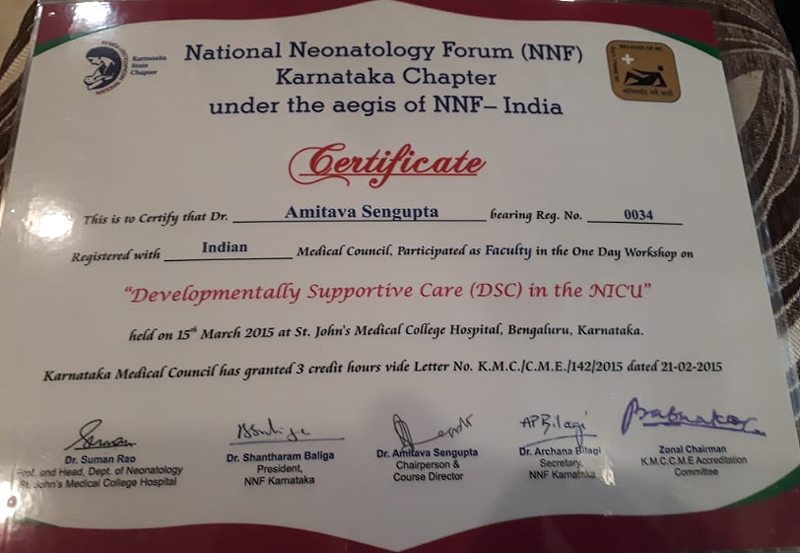 National Neonatology Forum (NNF)
Karnataka Chapter
under the aegis of NNF– India
Karnataka
State
Chapter
Certificate
This is to Certify that Dr. Amitava Sengupta bearing Reg. No. 0034
Registered with Indian Medical Council, Participated as Faculty in the One Day Workshop on
"Developmentally Supportive Care (DSC) in the NICU"
held on 15th March 2015 at St. John's Medical College Hospital, Bengaluru, Karnataka.
Karnataka Medical Council has granted 3 credit hours vide Letter No. K.M.C./C.M.E./142/2015 dated 21-02-2015
Dr. Suman Rao
Prof. and Head, Dept. of Neonatology
St. John's Medical College Hospital
Dr. Shantharam Baliga
President,
NNF Karnataka
Dr. Amitava Sengupta
Chairperson &
Course Director
APBilagi
Dr. Archana Bilagi
Secretary,
NNF Karnataka
Zonal Chairman
K.M.C.C.M.E Accreditation
Committee